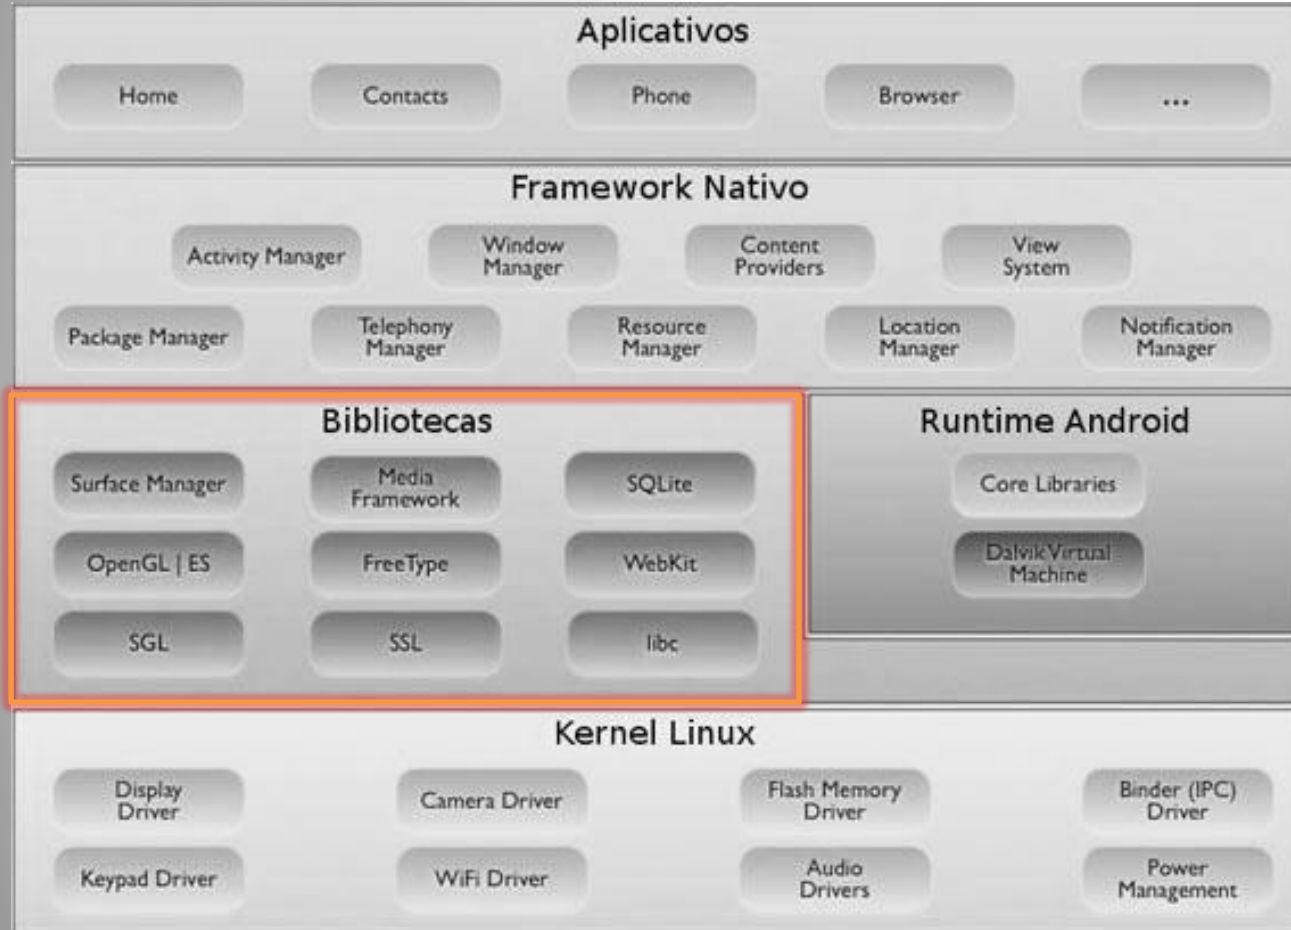 Aplicativos
Home
Contacts
Phone
Browser
...
Framework Nativo
Activity Manager
Window
Manager
Content
Providers
View
System
Package Manager
Telephony
Manager
Resource
Manager
Location
Manager
Notification
Manager
Bibliotecas
Surface Manager
Media
Framework
SQLite
OpenGL | ES
FreeType
WebKit
SGL
SSL
libc
Runtime Android
Core Libraries
Dalvik Virtual
Machine
Kernel Linux
Display
Driver
Camera Driver
Flash Memory
Driver
Binder (IPC)
Driver
Keypad Driver
WiFi Driver
Audio
Drivers
Power
Management